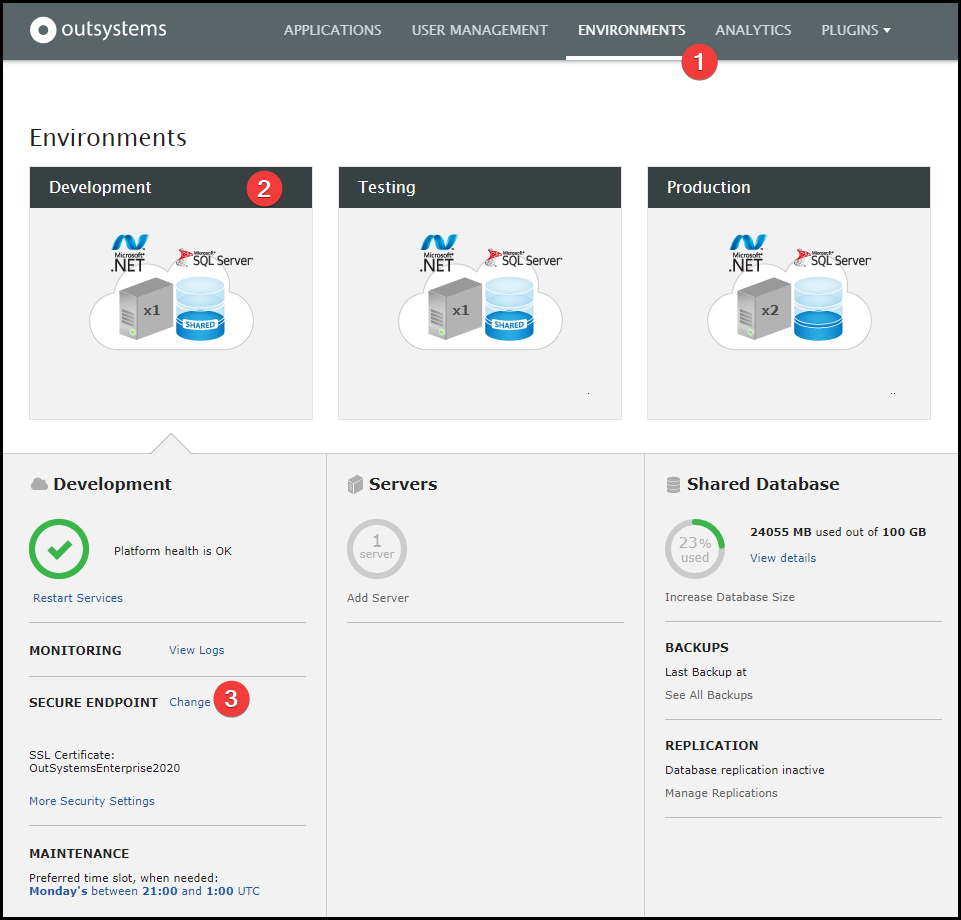 outsystems
APPLICATIONS
USER MANAGEMENT
ENVIRONMENTS
ANALYTICS
PLUGINS
1
Environments
Development
2
Microsoft
.NET
Microsoft
SQL Server
x1
SHARED
Testing
Microsoft
.NET
Microsoft
SQL Server
x1
SHARED
Production
Microsoft
.NET
Microsoft
SQL Server
x2
Development
Platform health is OK
Restart Services
MONITORING View Logs
SECURE ENDPOINT Change
3
SSL Certificate:
OutSystemsEnterprise2020
More Security Settings
MAINTENANCE
Preferred time slot, when needed:
Monday's between 21:00 and 1:00 UTC
Servers
1
server
Add Server
Shared Database
23%
used
24055 MB used out of 100 GB
View details
Increase Database Size
BACKUPS
Last Backup at
See All Backups
REPLICATION
Database replication inactive
Manage Replications